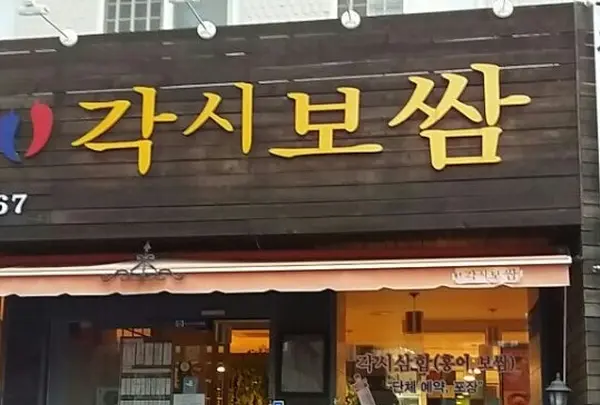 각시보쌈
67
각시보쌈
각시삼합(홍어 보쌈)
"단체 예약, 포장"